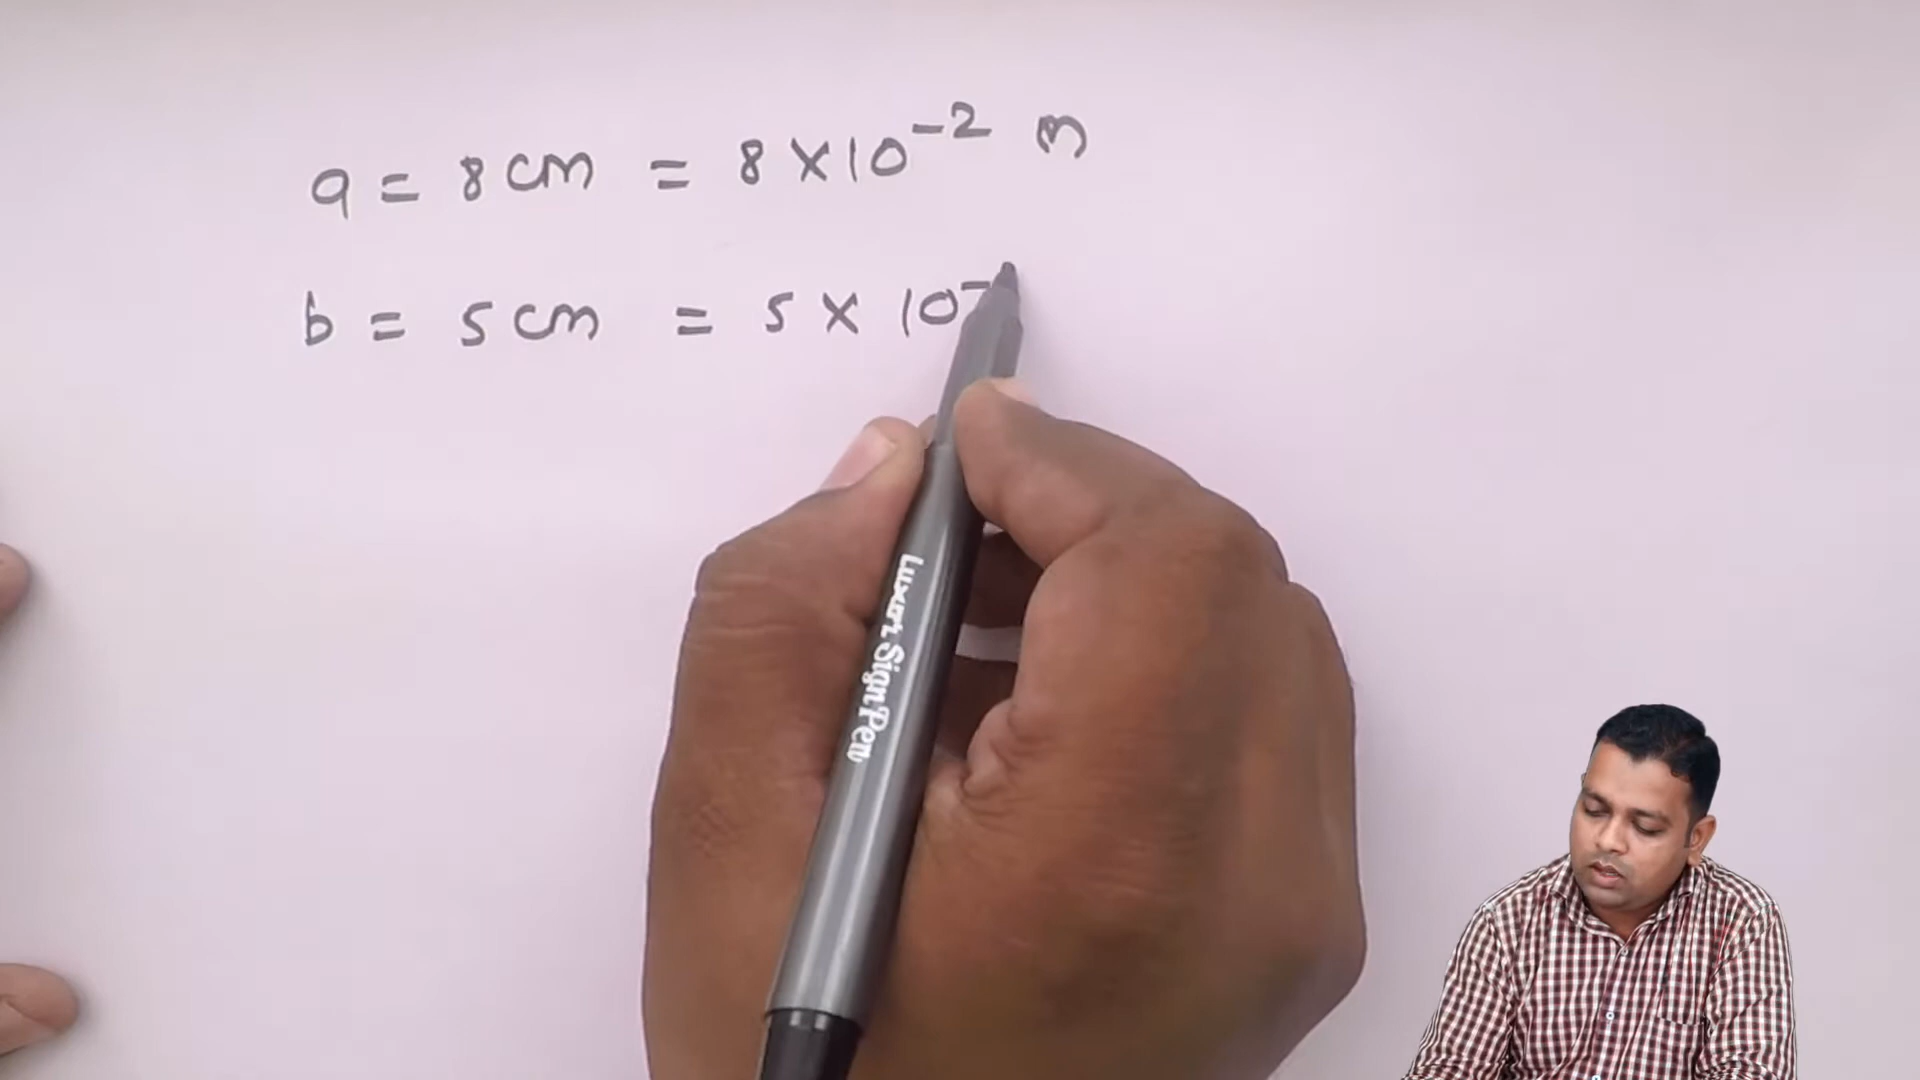 a = 8 cm = 8 × 10⁻² m
b = 5 cm = 5 × 10⁻
Luxor Sign Pen